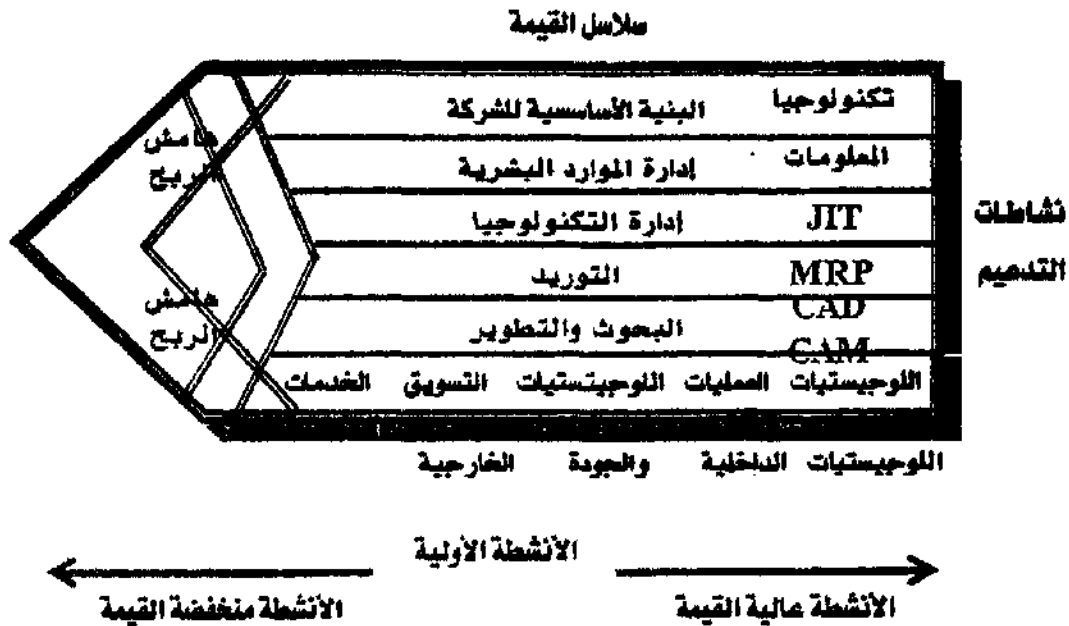 سلاسل القيمة
تكنولوجيا
البنية الأساسسية للشركة
المعلومات
إدارة الموارد البشرية
JIT
إدارة التكنولوجيا
MRP
التوريد
CAD
البحوث والتطوير
CAM
هامش
الربح
هامش
الربح
نشاطات
التدعيم
اللوجيستيات العمليات اللوجيتستيات التسويق الخدمات
اللوجيستيات الداخلية والجودة الخارجية
الأنشطة الأولية
الأنشطة عالية القيمة
الأنشطة منخفضة القيمة